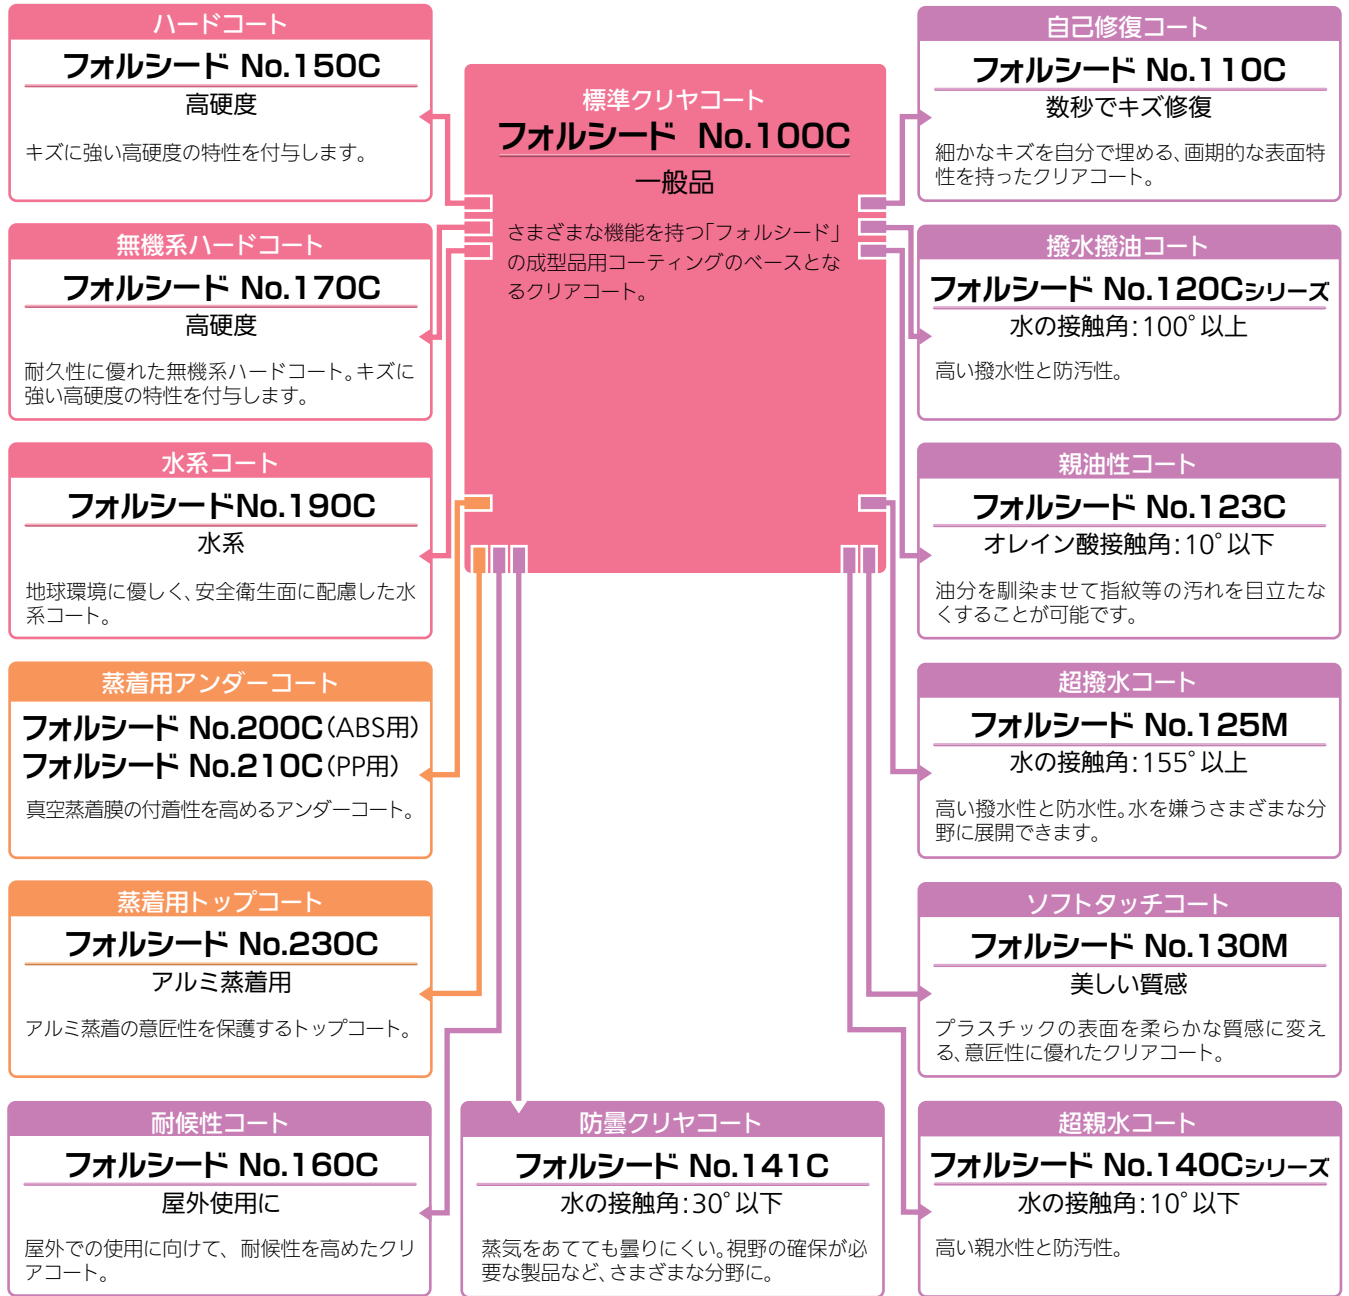 ハードコート
フォルシード No.150C
高硬度
キズに強い高硬度の特性を付与します。
無機系ハードコート
フォルシード No.170C
高硬度
耐久性に優れた無機系ハードコート。キズに
強い高硬度の特性を付与します。
水系コート
フォルシードNo.190C
水系
地球環境に優しく、安全衛生面に配慮した水
系コート。
蒸着用アンダーコート
フォルシード No.200C(ABS用)
フォルシード No.210C(PP用)
真空蒸着膜の付着性を高めるアンダーコート。
蒸着用トップコート
フォルシード No.230C
アルミ蒸着用
アルミ蒸着の意匠性を保護するトップコート。
耐候性コート
フォルシード No.160C
屋外使用に
屋外での使用に向けて、耐候性を高めたクリ
アコート。
標準クリヤコート
フォルシード No.100C
一般品
さまざまな機能を持つ「フォルシード」
の成型品用コーティングのベースとな
るクリアコート。
防曇クリヤコート
フォルシード No.141C
水の接触角:30°以下
蒸気をあてても曇りにくい。視野の確保が必
要な製品など、さまざまな分野に。
自己修復コート
フォルシード No.110C
数秒でキズ修復
細かなキズを自分で埋める、画期的な表面特
性を持ったクリアコート。
撥水撥油コート
フォルシード No.120Cシリーズ
水の接触角:100°以上
高い撥水性と防汚性。
親油性コート
フォルシード No.123C
オレイン酸接触角:10°以下
油分を馴染ませて指紋等の汚れを目立たな
くすることが可能です。
超撥水コート
フォルシード No.125M
水の接触角:155°以上
高い撥水性と防水性。水を嫌うさまざまな分
野に展開できます。
ソフトタッチコート
フォルシード No.130M
美しい質感
プラスチックの表面を柔らかな質感に変え
る、意匠性に優れたクリアコート。
超親水コート
フォルシード No.140Cシリーズ
水の接触角:10°以下
高い親水性と防汚性。